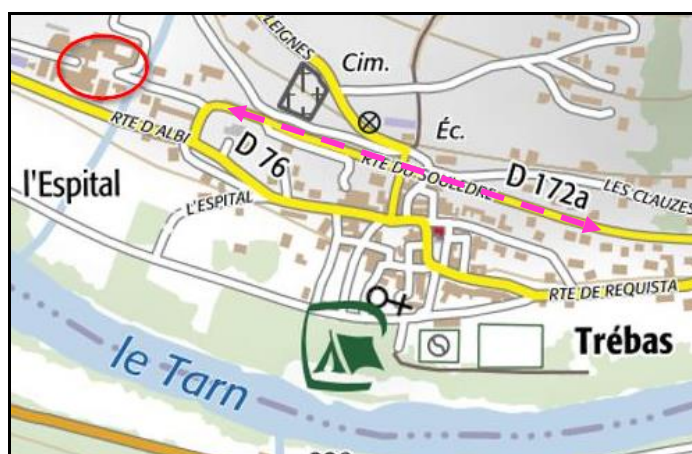 LEIGNES
Cim.
Éc.
RTE D'ALBI
D 76
RTE DU SOULEDRE
D 172a
LES CLAUZES
l'Espital
L'ESPITAL
RTE DE REQUISTA
Trébas
le Tarn